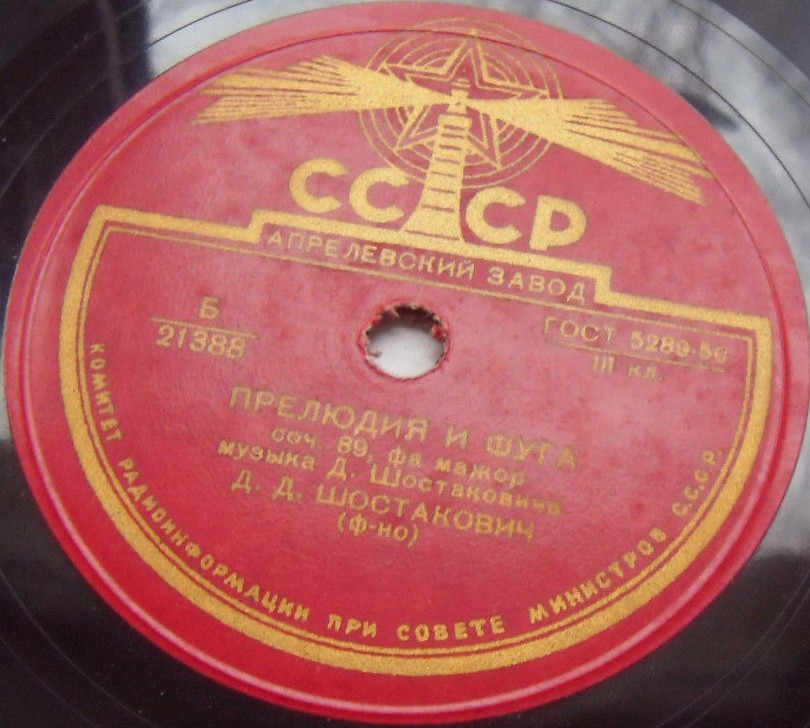 СССР
АПРЕЛЕВСКИЙ ЗАВОД
Б
21388
ГОСТ 5289-50
III кл.
ПРЕЛЮДИЯ И ФУГА
соч. 89, фа мажор
музыка Д. Шостаковича
Д. Д. ШОСТАКОВИЧ
(ф-но)
КОМИТЕТ РАДИОИНФОРМАЦИИ ПРИ СОВЕТЕ МИНИСТРОВ С.С.С.Р.